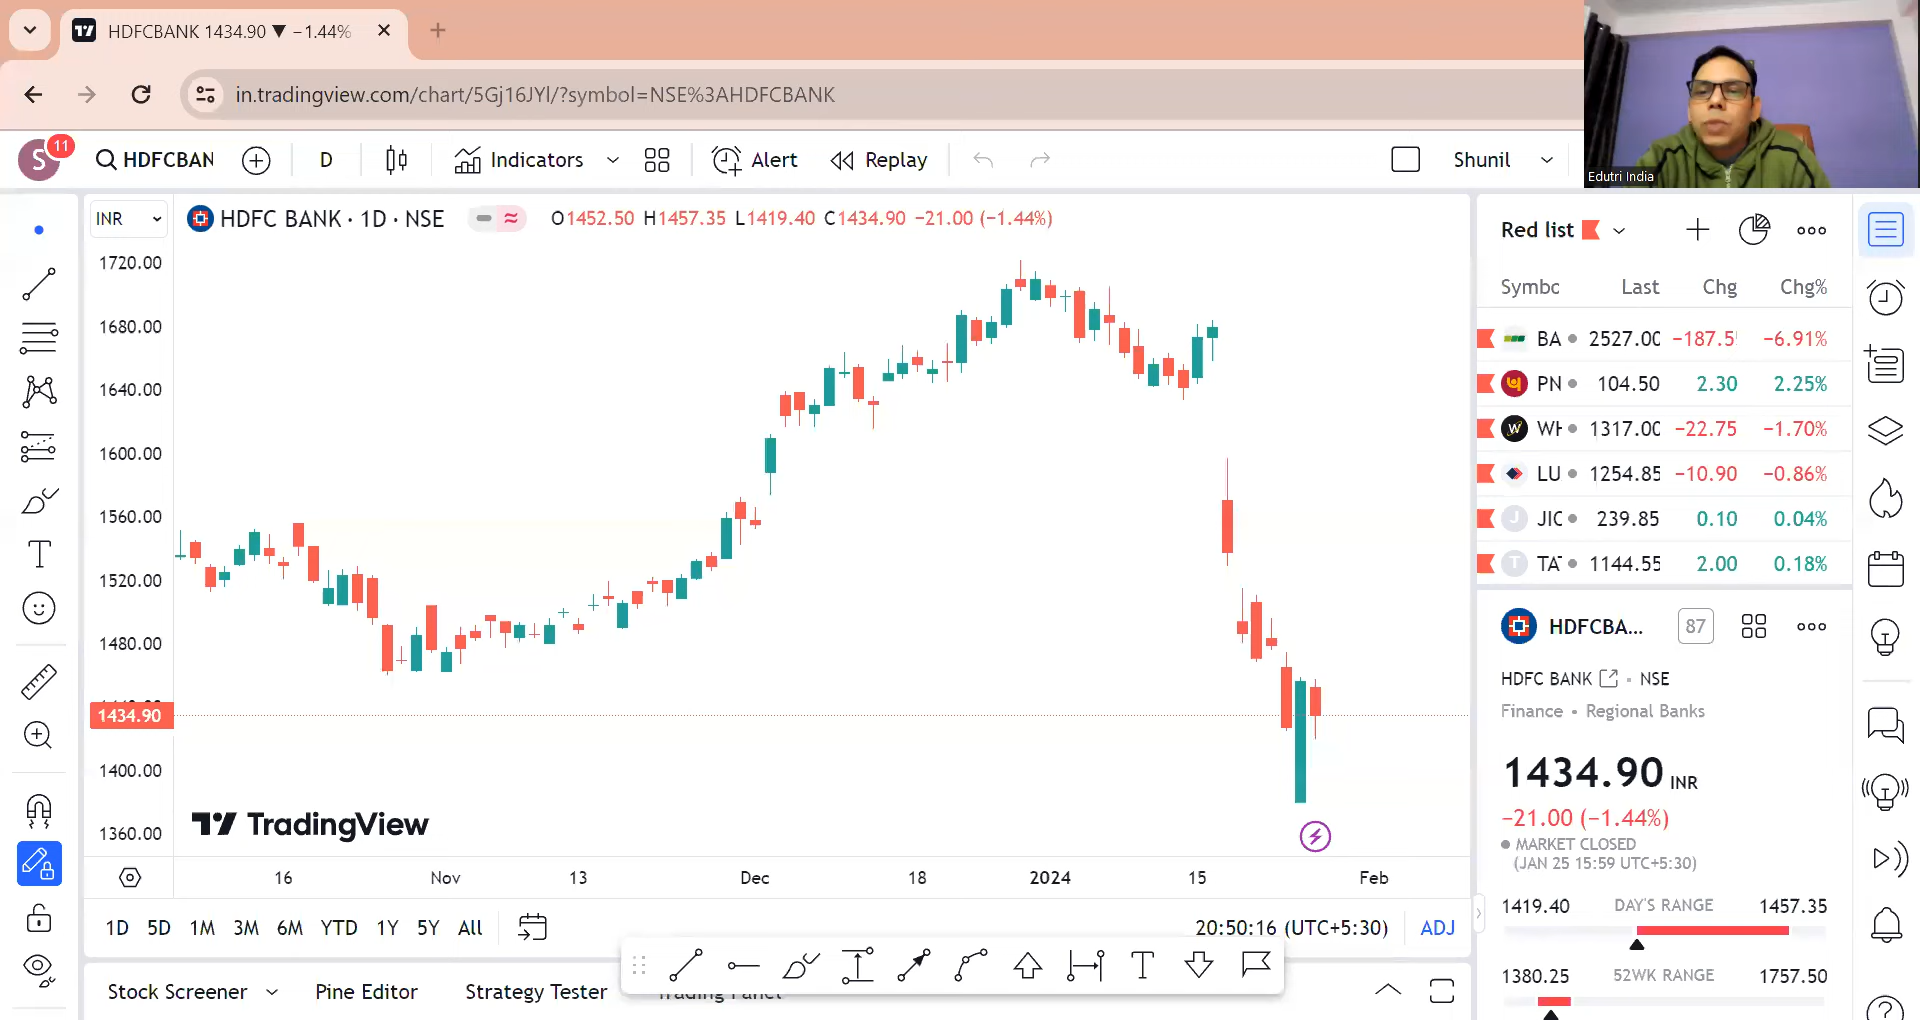 HDFCBANK 1434.90 ▼ −1.44%
in.tradingview.com/chart/5Gj16JYl/?symbol=NSE%3AHDFCBANK
Edutri India
S
11
HDFCBAN
D
Indicators
Alert
Replay
Shunil
INR
HDFC BANK · 1D · NSE
O1452.50 H1457.35 L1419.40 C1434.90 −21.00 (−1.44%)
1720.00
1680.00
1640.00
1600.00
1560.00
1520.00
1480.00
1434.90
1400.00
1360.00
TradingView
16 Nov 13 Dec 18 2024 15 Feb
1D 5D 1M 3M 6M YTD 1Y 5Y All
20:50:16 (UTC+5:30)
ADJ
T
Stock Screener
Pine Editor
Strategy Tester
Trading Panel
Red list
Symbc Last Chg Chg%
BA 2527.00 −187.5 −6.91%
PN 104.50 2.30 2.25%
W WH 1317.00 −22.75 −1.70%
LU 1254.85 −10.90 −0.86%
J JIC 239.85 0.10 0.04%
T TAT 1144.55 2.00 0.18%
HDFCBA... 87
HDFC BANK · NSE
Finance • Regional Banks
1434.90 INR
−21.00 (−1.44%)
MARKET CLOSED
(JAN 25 15:59 UTC+5:30)
1419.40 DAY'S RANGE 1457.35
1380.25 52WK RANGE 1757.50